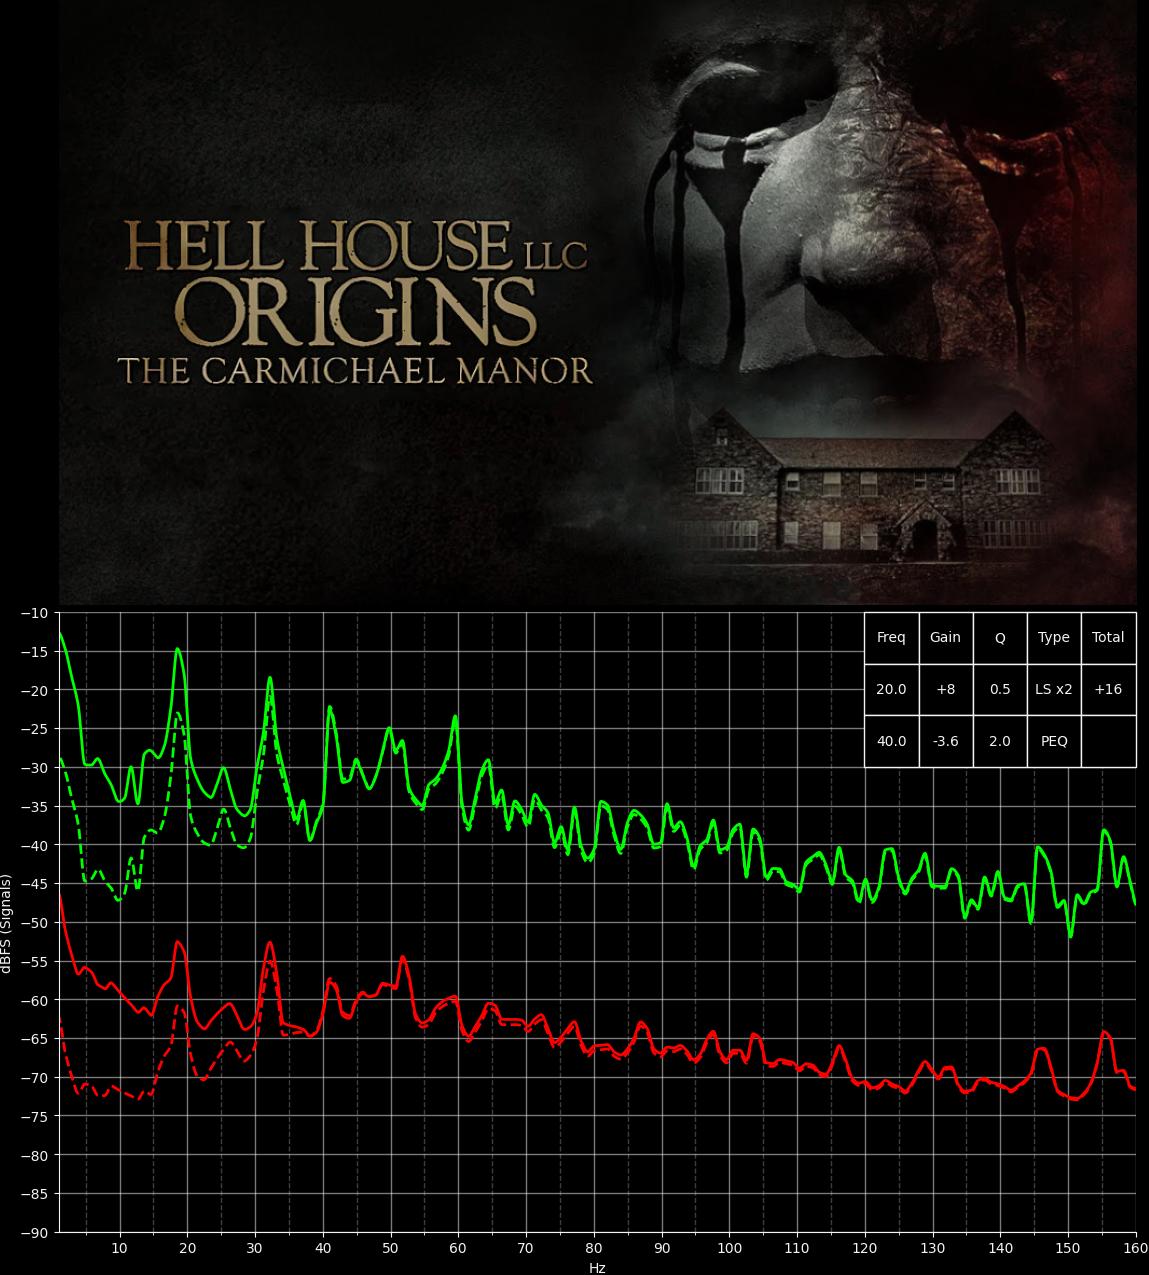 HELL HOUSE LLC
ORIGINS
THE CARMICHAEL MANOR
Freq Gain Q Type Total
20.0 +8 0.5 LS x2 +16
40.0 -3.6 2.0 PEQ
−10
−15
−20
−25
−30
−35
−40
−45
−50
−55
−60
−65
−70
−75
−80
−85
−90
dBFS (Signals)
10 20 30 40 50 60 70 80 90 100 110 120 130 140 150 160
Hz